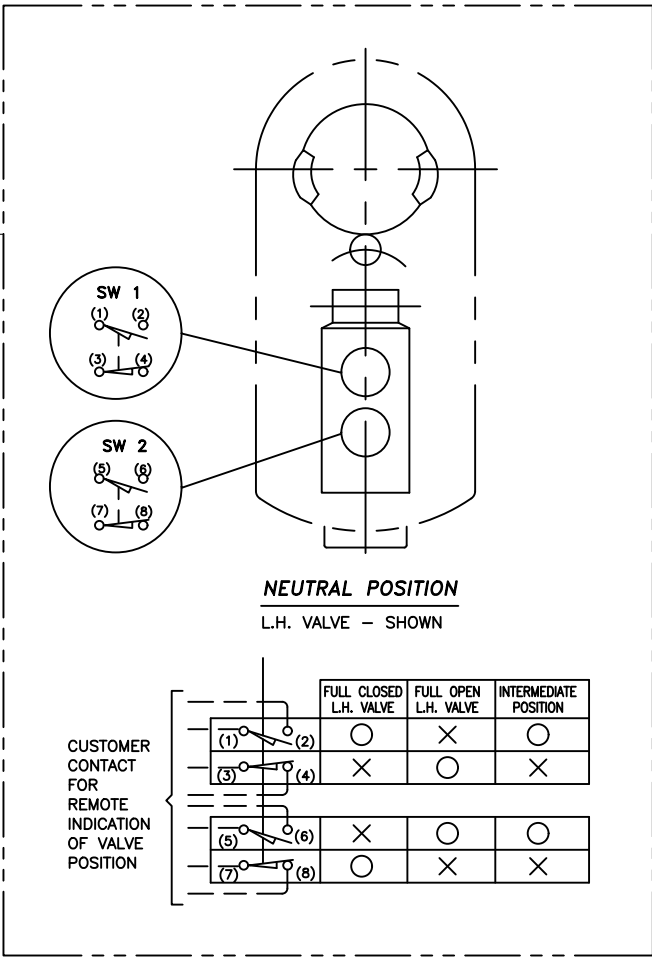 SW 1
(1) (2)
(3) (4)
SW 2
(5) (6)
(7) (8)
NEUTRAL POSITION
L.H. VALVE – SHOWN
FULL CLOSED L.H. VALVE
FULL OPEN L.H. VALVE
INTERMEDIATE POSITION
CUSTOMER
CONTACT
FOR
REMOTE
INDICATION
OF VALVE
POSITION
(1) (2) O X O
(3) (4) X O X
(5) (6) X O O
(7) (8) O X X